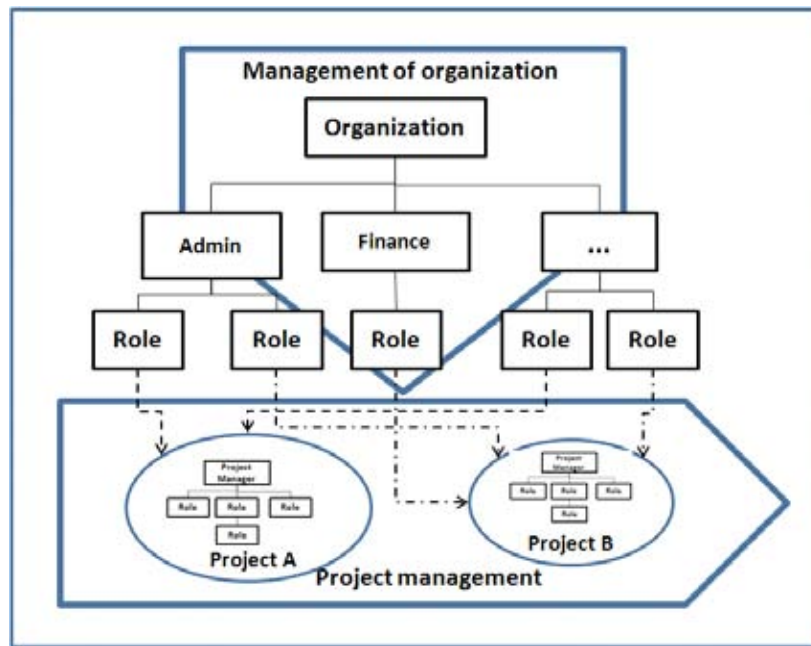 Management of organization
Organization
Admin
Finance
...
Role
Role
Role
Role
Role
Project
Manager
Role
Role
Role
Role
Project A
Project
Manager
Role
Role
Role
Role
Project B
Project management